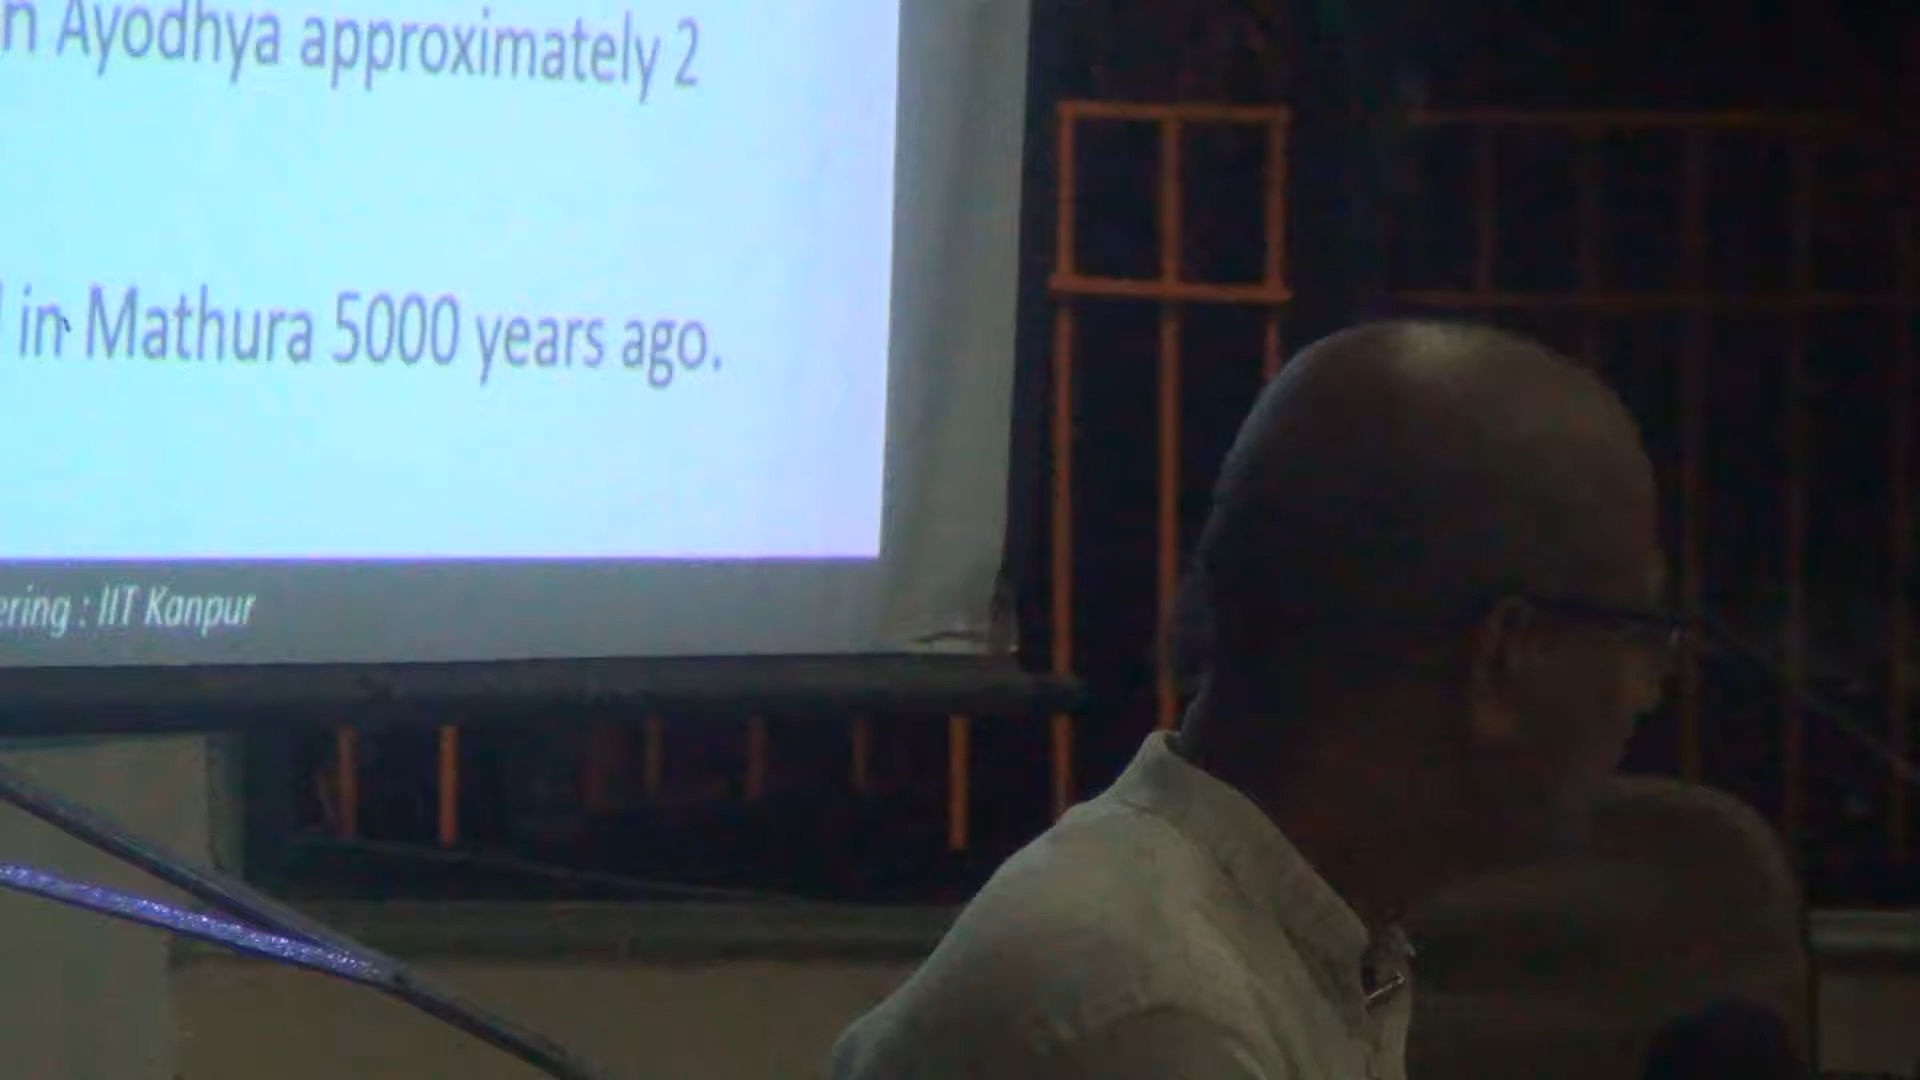 n Ayodhya approximately 2
in Mathura 5000 years ago.
ering : IIT Kanpur